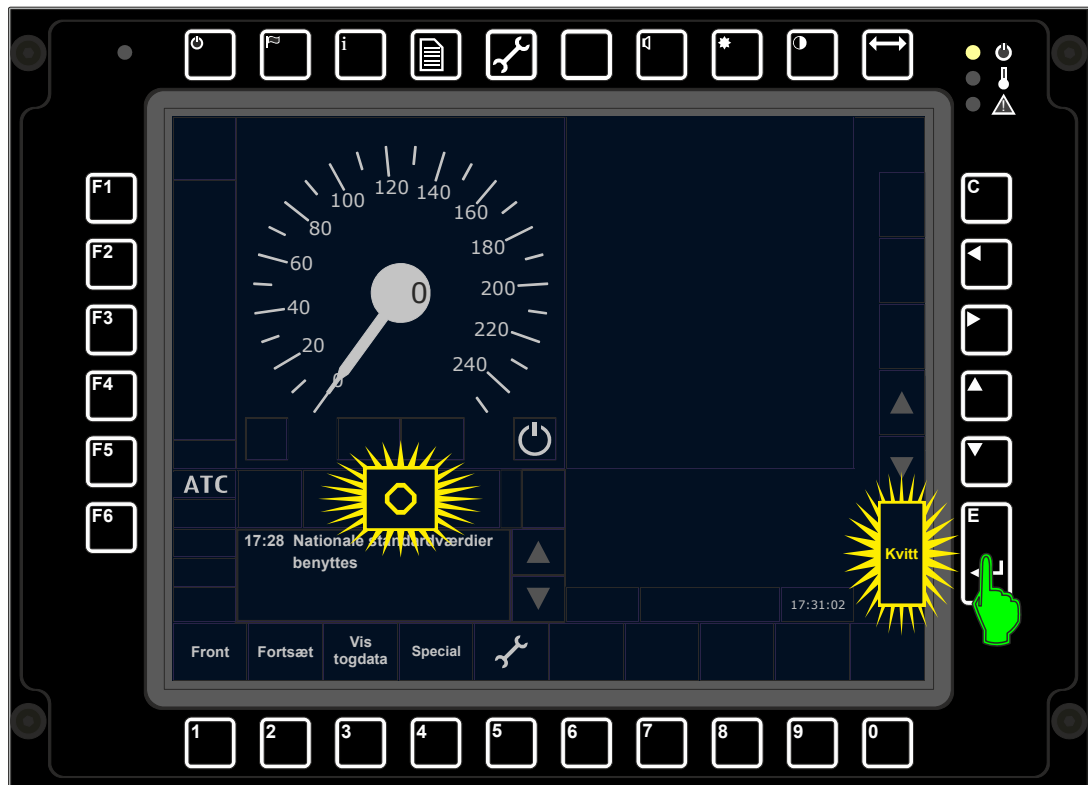 i
F1
F2
F3
F4
F5
F6
C
E
0
20
40
60
80
100
120
140
160
180
200
220
240
0
ATC
17:28 Nationale standardværdier
benyttes
Kvitt
17:31:02
Front
Fortsæt
Vis
togdata
Special
1
2
3
4
5
6
7
8
9
0